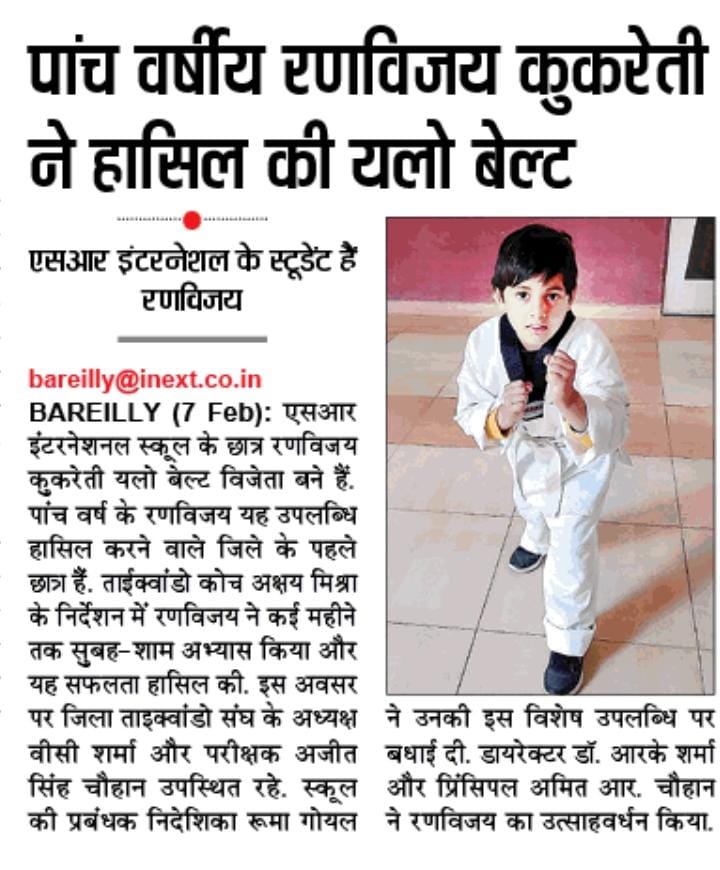 पांच वर्षीय रणविजय कुकरेती
ने हासिल की यलो बेल्ट
एसआर इंटरनेशल के स्टूडेंट हैं
रणविजय
bareilly@inext.co.in
BAREILLY (7 Feb): एसआर
इंटरनेशनल स्कूल के छात्र रणविजय
कुकरेती यलो बेल्ट विजेता बने हैं.
पांच वर्ष के रणविजय यह उपलब्धि
हासिल करने वाले जिले के पहले
छात्र हैं. ताईक्वांडो कोच अक्षय मिश्रा
के निर्देशन में रणविजय ने कई महीने
तक सुबह-शाम अभ्यास किया और
यह सफलता हासिल की. इस अवसर
पर जिला ताइक्वांडो संघ के अध्यक्ष
वीसी शर्मा और परीक्षक अजीत
सिंह चौहान उपस्थित रहे. स्कूल
की प्रबंधक निदेशिका रूमा गोयल
ने उनकी इस विशेष उपलब्धि पर
बधाई दी. डायरेक्टर डॉ. आरके शर्मा
और प्रिंसिपल अमित आर. चौहान
ने रणविजय का उत्साहवर्धन किया.